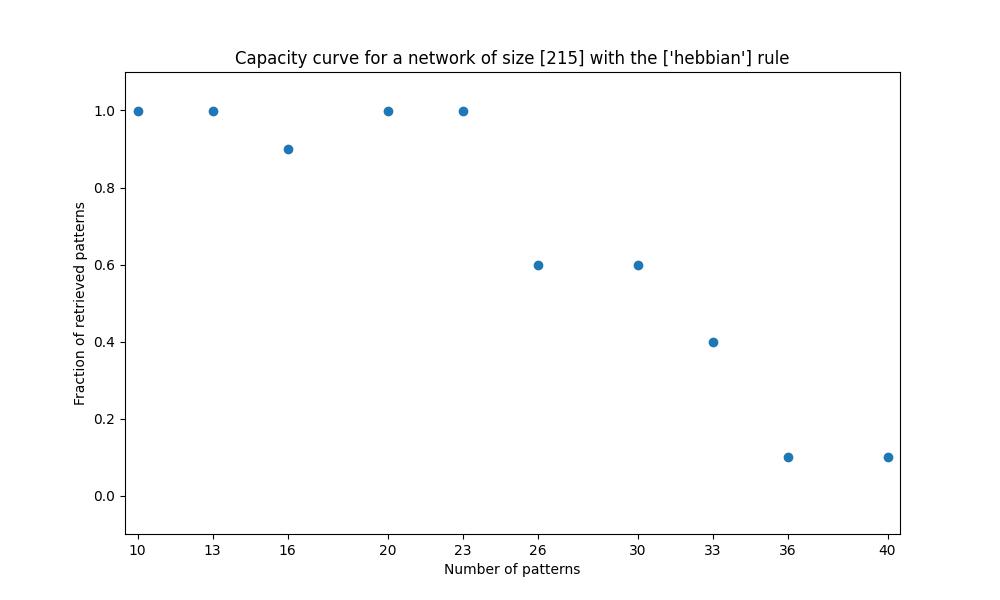 Capacity curve for a network of size [215] with the ['hebbian'] rule
Fraction of retrieved patterns
1.0
0.8
0.6
0.4
0.2
0.0
10 13 16 20 23 26 30 33 36 40
Number of patterns